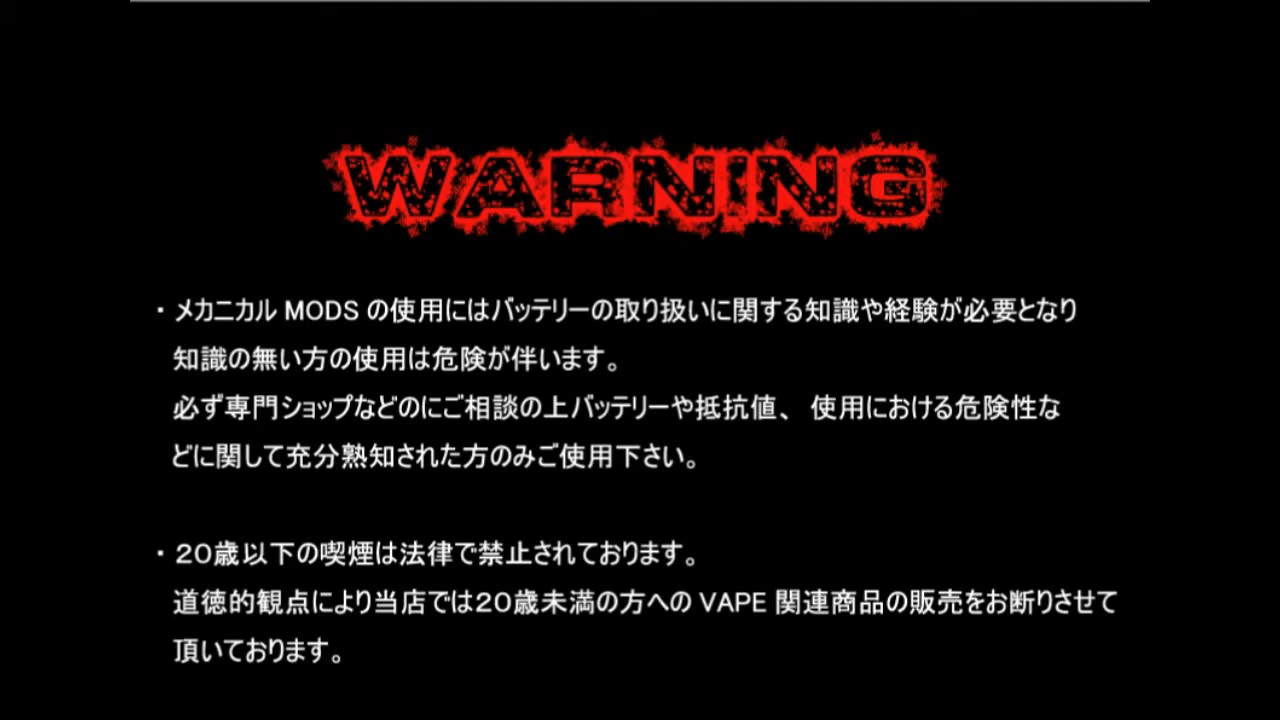 WARNING
・メカニカル MODS の使用にはバッテリーの取り扱いに関する知識や経験が必要となり
知識の無い方の使用は危険が伴います。
必ず専門ショップなどのにご相談の上バッテリーや抵抗値、 使用における危険性な
どに関して充分熟知された方のみご使用下さい。
・20歳以下の喫煙は法律で禁止されております。
道徳的観点により当店では20歳未満の方への VAPE 関連商品の販売をお断りさせて
頂いております。